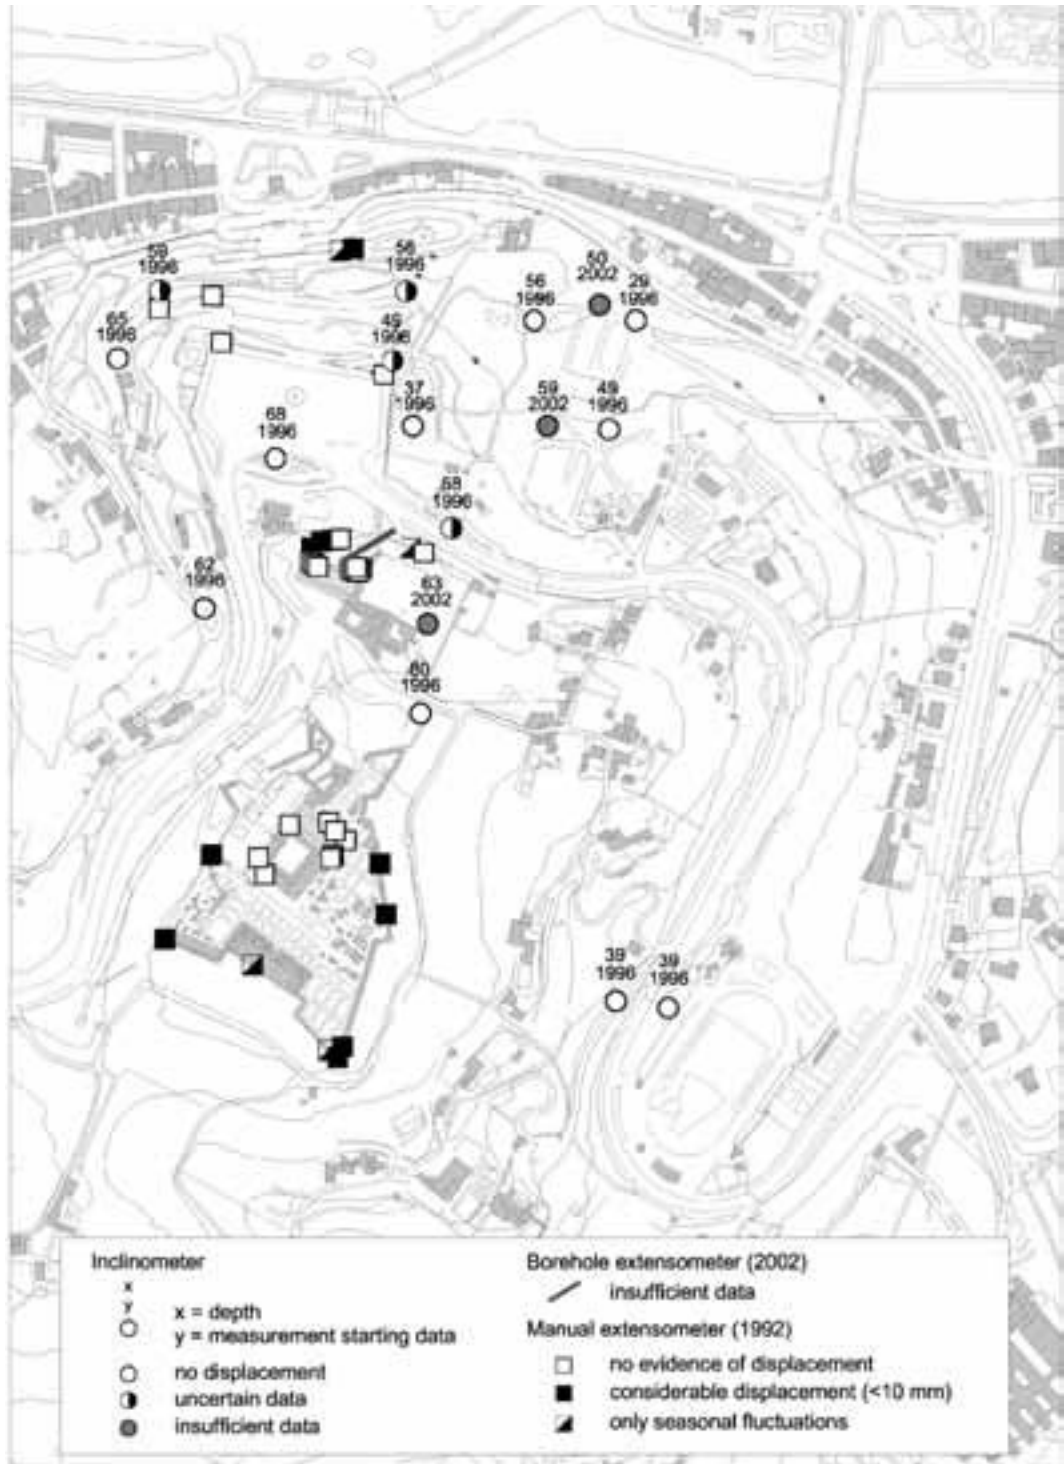 59
1996
56
1996
50
2002
56
1996
29
1996
65
1996
49
1996
37
1996
59
2002
49
1996
68
1996
58
1996
62
1996
63
2002
60
1996
39
1996
39
1996
Inclinometer
x
y
x = depth
y = measurement starting data
no displacement
uncertain data
insufficient data
Borehole extensometer (2002)
insufficient data
Manual extensometer (1992)
no evidence of displacement
considerable displacement (<10 mm)
only seasonal fluctuations